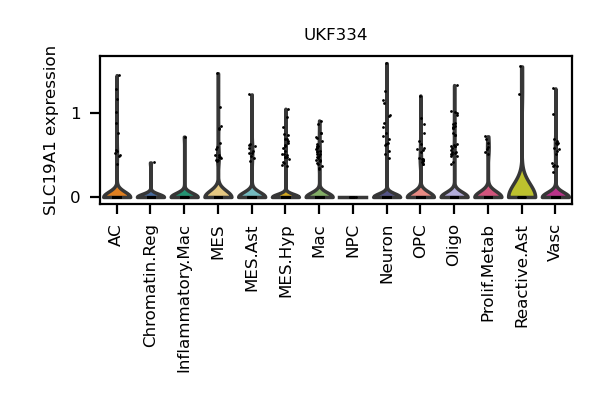 UKF334
SLC19A1 expression
1
0
AC
Chromatin.Reg
Inflammatory.Mac
MES
MES.Ast
MES.Hyp
Mac
NPC
Neuron
OPC
Oligo
Prolif.Metab
Reactive.Ast
Vasc